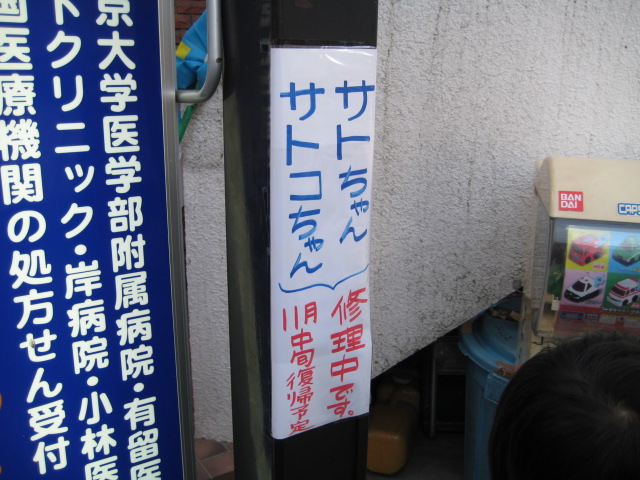 サトちゃん
サトコちゃん
修理中です。
11月中旬復帰予定
京大学医学部附属病院・有留医
トクリニック・岸病院・小林医
国医療機関の処方せん受付
BAN
DAI
CAPS